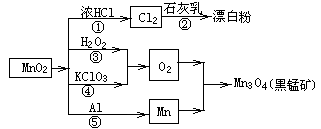 浓HCl
①
Cl₂
石灰乳
②
漂白粉
H₂O₂
③
MnO₂
KClO₃
④
O₂
Mn₃O₄(黑锰矿)
Al
⑤
Mn